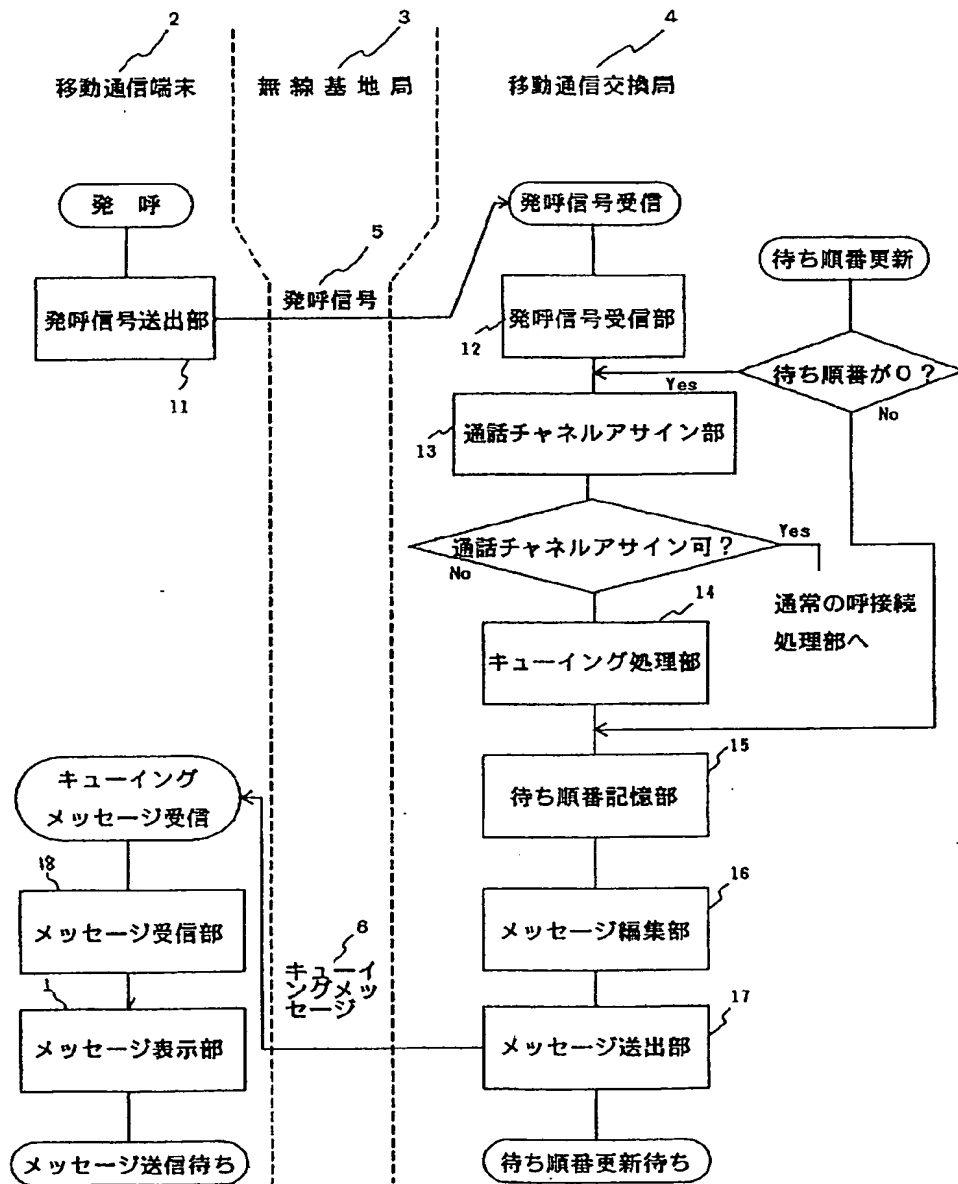 2
3
4
移動通信端末
無線基地局
移動通信交換局
発 呼
発呼信号受信
5
待ち順番更新
発呼信号
発呼信号送出部
11
12
発呼信号受信部
待ち順番が0?
Yes
No
13
通話チャネルアサイン部
通話チャネルアサイン可?
Yes
No
通常の呼接続
処理部へ
14
キューイング処理部
15
待ち順番記憶部
キューイング
メッセージ受信
18
メッセージ受信部
16
メッセージ編集部
6
キューイ
ングメッ
セージ
1
メッセージ表示部
17
メッセージ送出部
メッセージ送信待ち
待ち順番更新待ち